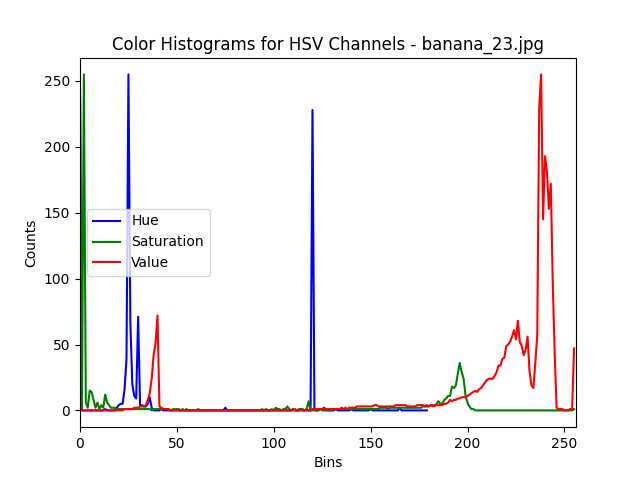 Color Histograms for HSV Channels - banana_23.jpg
250
200
150
100
50
0
Counts
Hue
Saturation
Value
0 50 100 150 200 250
Bins